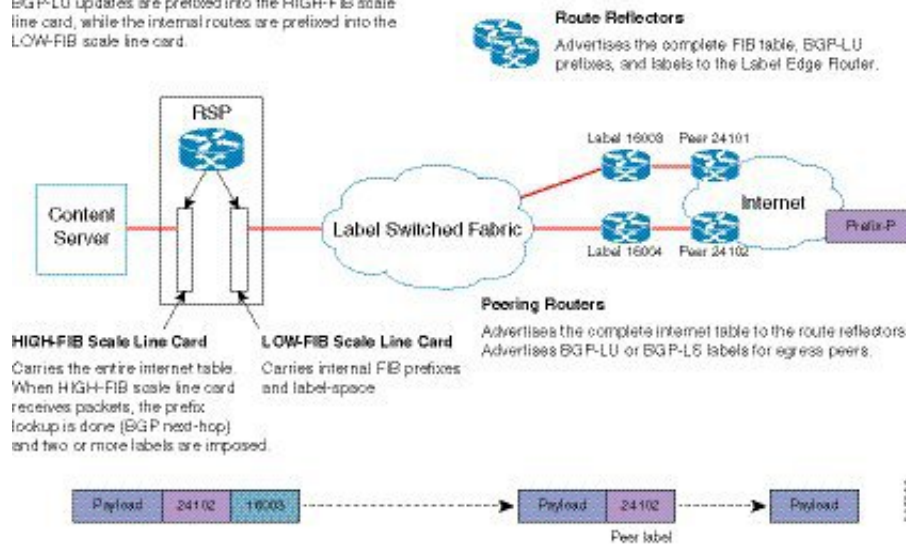 BGP-LU updates are prefixed into the HIGH-FIB scale
line card, while the internal routes are prefixed into the
LOW-FIB scale line card.
Route Reflectors
Advertises the complete FIB table, BGP-LU
prefixes, and labels to the Label Edge Router.
RSP
Label 16003 Peer 24101
Content
Server
Label Switched Fabric
Internet
Prefix-P
Label 16004 Peer 24102
Peering Routers
Advertises the complete internet table to the route reflectors
Advertises BGP-LU or BGP-LS labels for egress peers.
HIGH-FIB Scale Line Card
Carries the entire internet table.
When HIGH-FIB scale line card
receives packets, the prefix
lookup is done (BGP next-hop)
and two or more labels are imposed.
LOW-FIB Scale Line Card
Carries internal FIB prefixes
and label-space
Payload 24102 16003
Payload 24102
Payload
Peer label